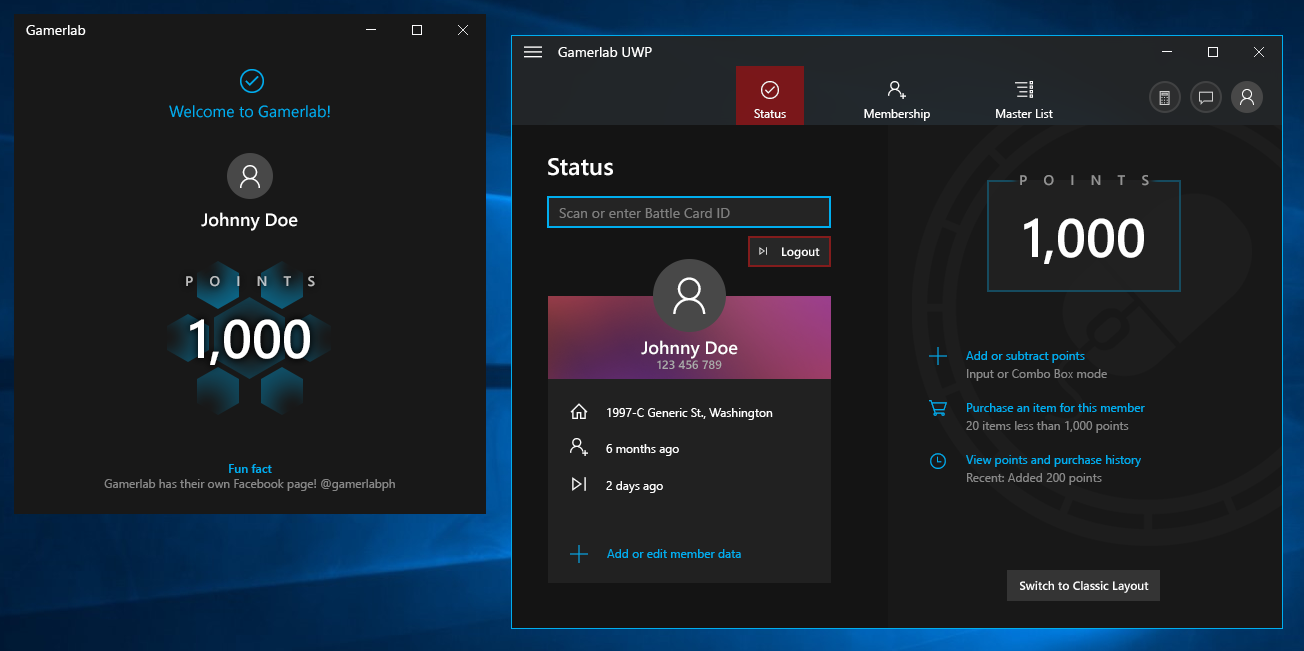 Gamerlab
Welcome to Gamerlab!
Johnny Doe
POINTS
1,000
Fun fact
Gamerlab has their own Facebook page! @gamerlabph
Gamerlab UWP
Status
Membership
Master List
Status
Scan or enter Battle Card ID
Logout
Johnny Doe
123 456 789
1997-C Generic St., Washington
6 months ago
2 days ago
Add or edit member data
POINTS
1,000
Add or subtract points
Input or Combo Box mode
Purchase an item for this member
20 items less than 1,000 points
View points and purchase history
Recent: Added 200 points
Switch to Classic Layout